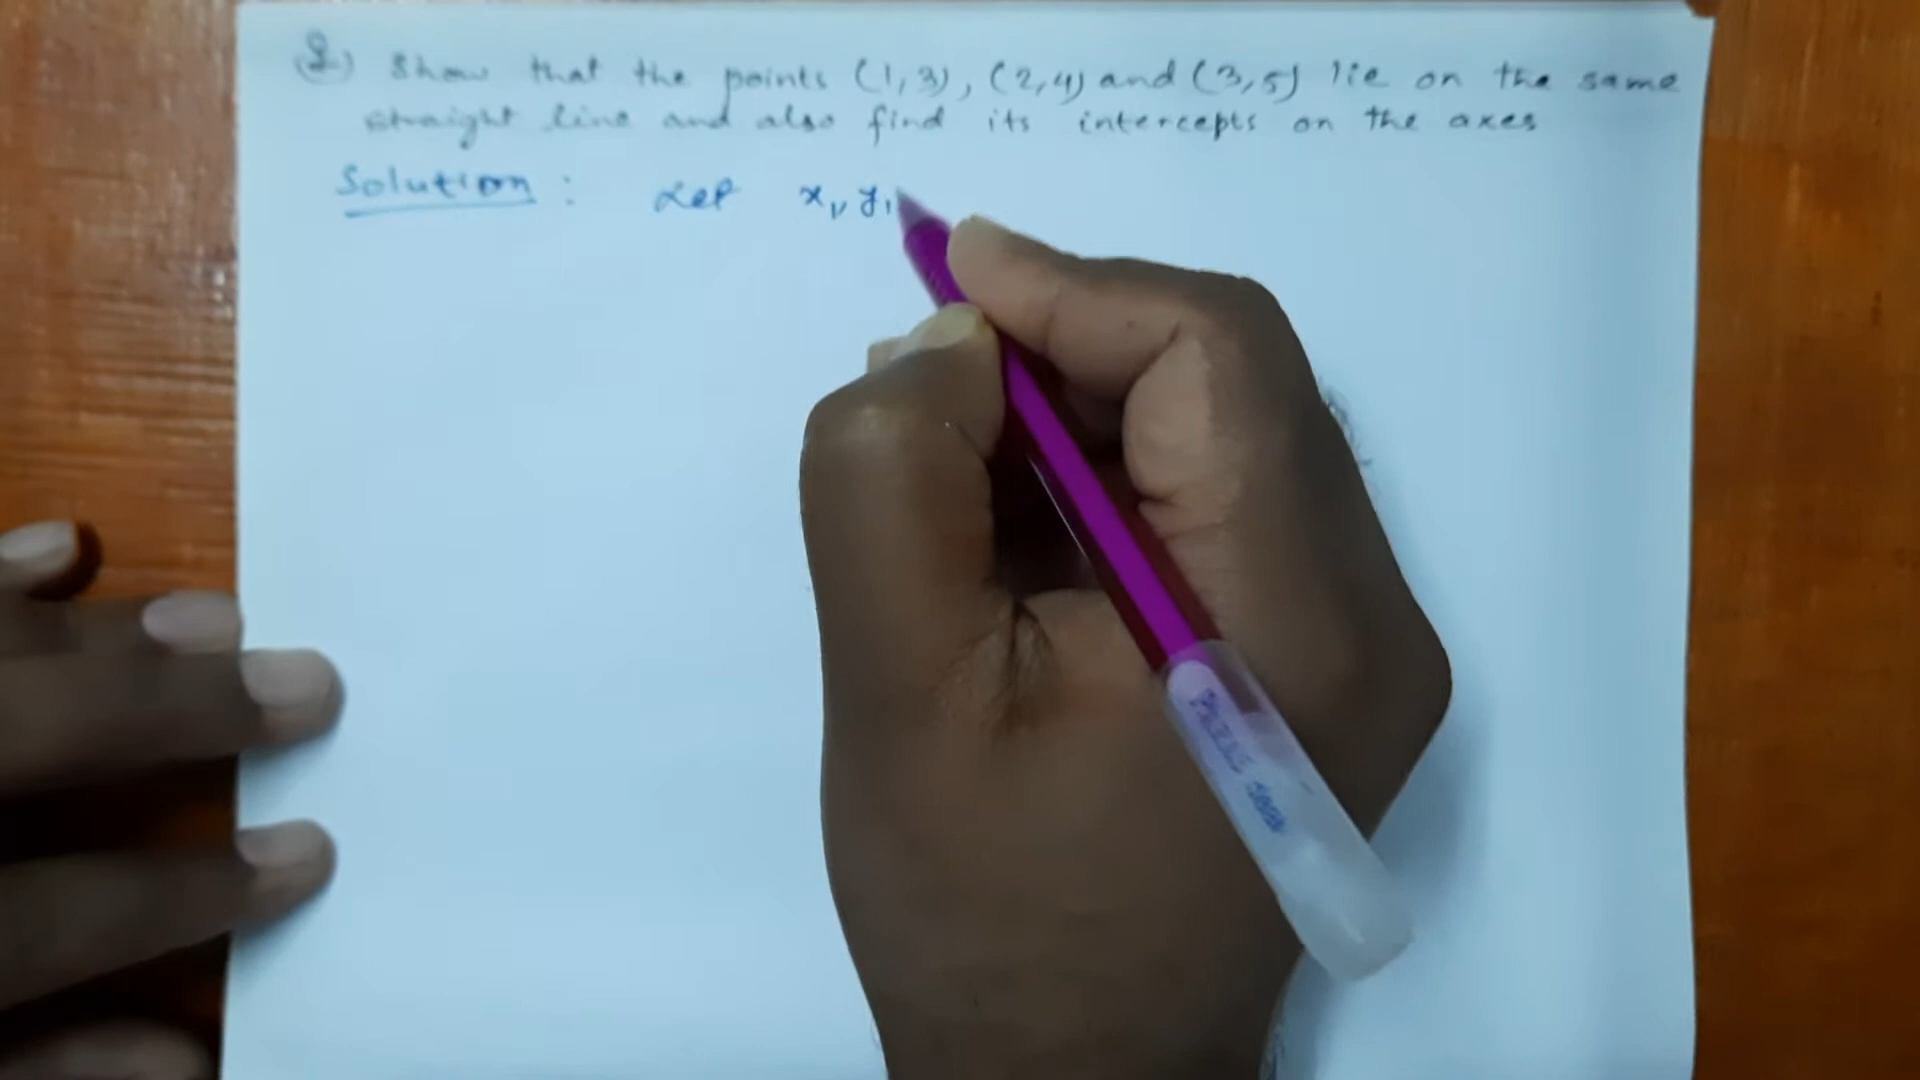 Q) Show that the points (1,3), (2,4) and (3,5) lie on the same
straight line and also find its intercepts on the axes
Solution : Let x₁, y₁